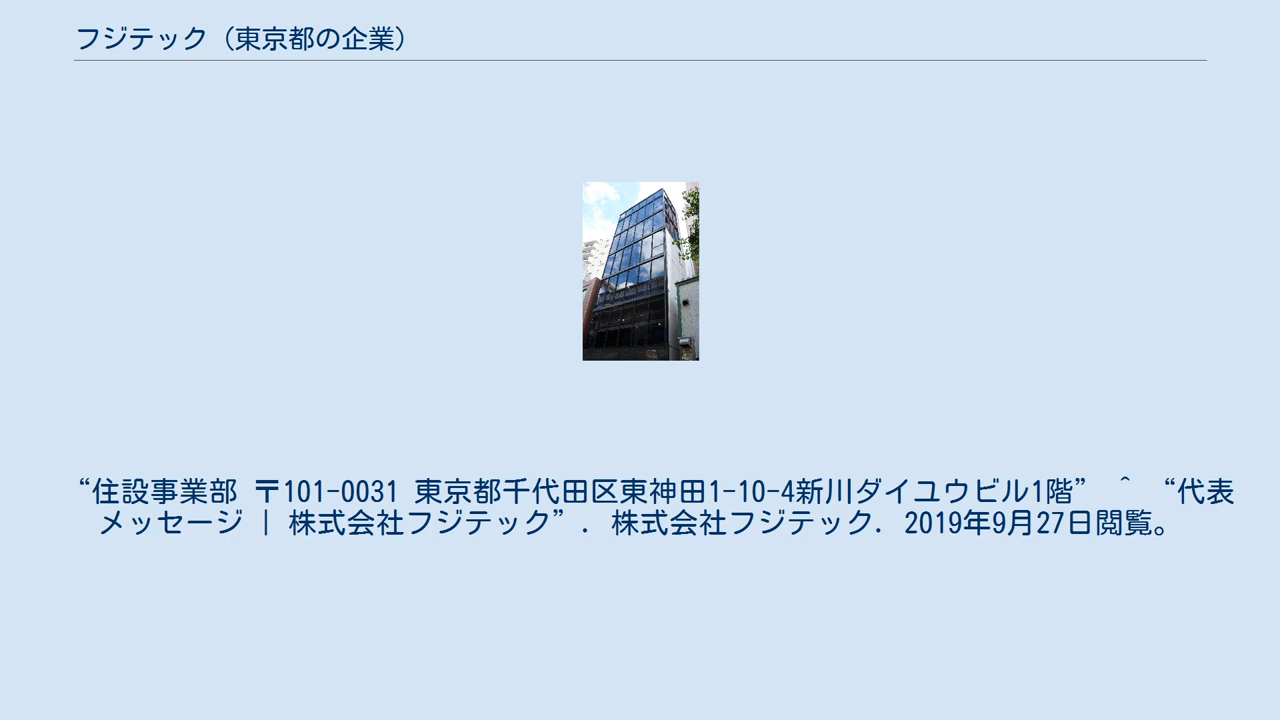 フジテック（東京都の企業）
“住設事業部 〒101-0031 東京都千代田区東神田1-10-4新川ダイユウビル1階” ^ “代表
メッセージ | 株式会社フジテック”. 株式会社フジテック. 2019年9月27日閲覧。